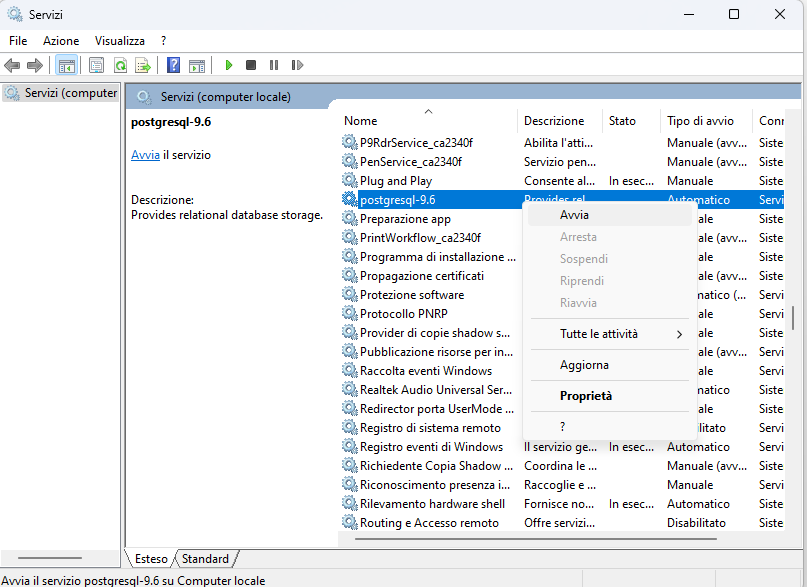 Servizi
File Azione Visualizza ?
Servizi (computer
Servizi (computer locale)
postgresql-9.6
Avvia il servizio
Descrizione:
Provides relational database storage.
Nome Descrizione Stato Tipo di avvio Conn
P9RdrService_ca2340f Abilita l'atti... Manuale (avv... Siste
PenService_ca2340f Servizio pen... Manuale (avv... Siste
Plug and Play Consente al... In esec... Manuale Siste
postgresql-9.6 Provides rel... Automatico Servi
Preparazione app ale Siste
PrintWorkflow_ca2340f ale (avv... Siste
Programma di installazione ... ale Siste
Propagazione certificati ale (avv... Siste
Protezione software matico (... Servi
Protocollo PNRP ale Servi
Provider di copie shadow s... ale Siste
Pubblicazione risorse per in... ale (avv... Servi
Raccolta eventi Windows ale Servi
Realtek Audio Universal Ser... matico Siste
Redirector porta UserMode ... ale Siste
Registro di sistema remoto ilitato Servi
Registro eventi di Windows Il servizio ge... In esec... Automatico Servi
Richiedente Copia Shadow ... Coordina le ... Manuale (avv... Siste
Riconoscimento presenza i... Raccoglie e ... Manuale Servi
Rilevamento hardware shell Fornisce no... In esec... Automatico Siste
Routing e Accesso remoto Offre servizi... Disabilitato Siste
Avvia
Arresta
Sospendi
Riprendi
Riavvia
Tutte le attività
Aggiorna
Proprietà
?
Esteso Standard
Avvia il servizio postgresql-9.6 su Computer locale